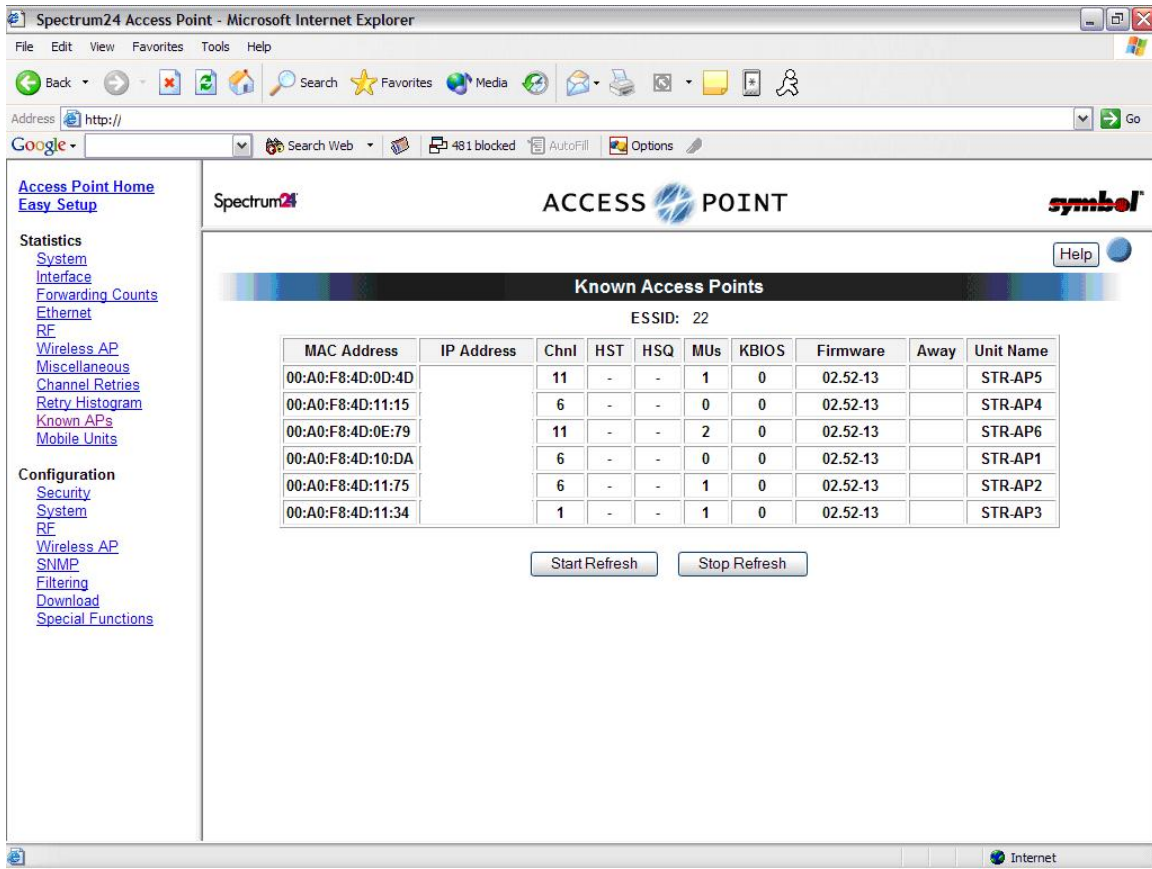 Spectrum24 Access Point - Microsoft Internet Explorer
File Edit View Favorites Tools Help
Back Search Favorites Media
Address http:// Go
Google Search Web 481 blocked AutoFill Options
Access Point Home
Easy Setup
Statistics
System
Interface
Forwarding Counts
Ethernet
RF
Wireless AP
Miscellaneous
Channel Retries
Retry Histogram
Known APs
Mobile Units
Configuration
Security
System
RF
Wireless AP
SNMP
Filtering
Download
Special Functions
Spectrum24 ACCESS POINT symbol
Help
Known Access Points
ESSID: 22
MAC Address IP Address Chnl HST HSQ MUs KBIOS Firmware Away Unit Name
00:A0:F8:4D:0D:4D 11 - - 1 0 02.52-13 STR-AP5
00:A0:F8:4D:11:15 6 - - 0 0 02.52-13 STR-AP4
00:A0:F8:4D:0E:79 11 - - 2 0 02.52-13 STR-AP6
00:A0:F8:4D:10:DA 6 - - 0 0 02.52-13 STR-AP1
00:A0:F8:4D:11:75 6 - - 1 0 02.52-13 STR-AP2
00:A0:F8:4D:11:34 1 - - 1 0 02.52-13 STR-AP3
Start Refresh Stop Refresh
Internet